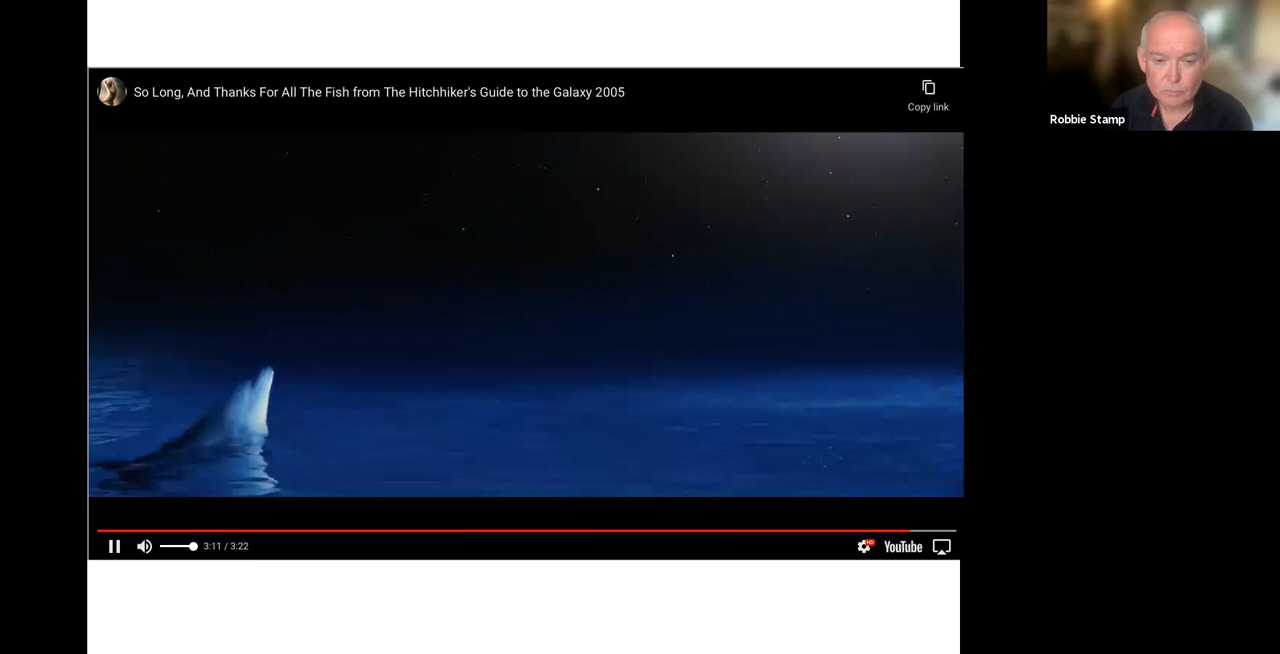 So Long, And Thanks For All The Fish from The Hitchhiker's Guide to the Galaxy 2005
Copy link
Robbie Stamp
3:11 / 3:22
HD
YouTube